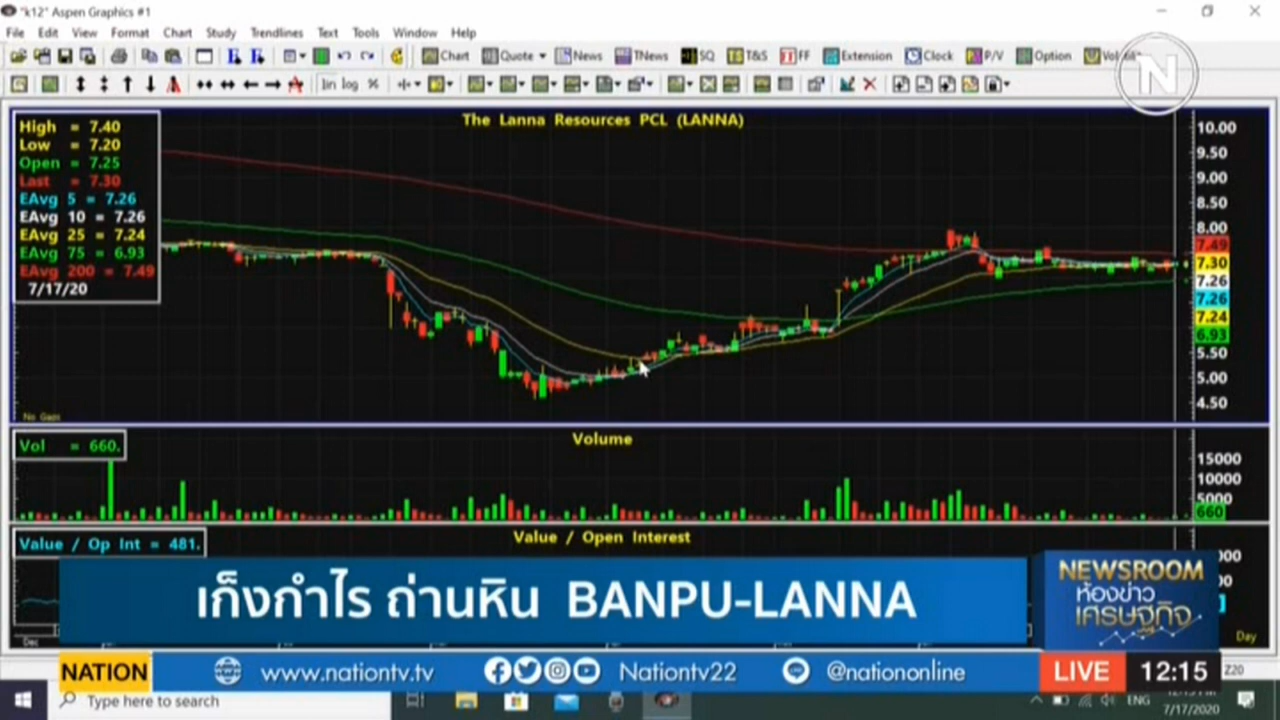 "k12" Aspen Graphics #1
File Edit View Format Chart Study Trendlines Text Tools Window Help
Chart Quote News TNews SQ T&S FF Extension Clock P/V Option
lin log %
N
The Lanna Resources PCL (LANNA)
High = 7.40
Low = 7.20
Open = 7.25
Last = 7.30
EAvg 5 = 7.26
EAvg 10 = 7.26
EAvg 25 = 7.24
EAvg 75 = 6.93
EAvg 200 = 7.49
7/17/20
10.00
9.50
9.00
8.50
8.00
7.49
7.30
7.26
7.26
7.24
6.93
5.50
5.00
4.50
No Gaps
Volume
Vol = 660.
15000
10000
5000
660
Value / Open Interest
Value / Op Int = 481.
Dec
Day
เก็งกำไร ถ่านหิน BANPU-LANNA
NEWSROOM
ห้องข่าว
เศรษฐกิจ
NATION www.nationtv.tv Nationtv22 @nationonline LIVE 12:15
Z20
Type here to search
ENG
7/17/2020